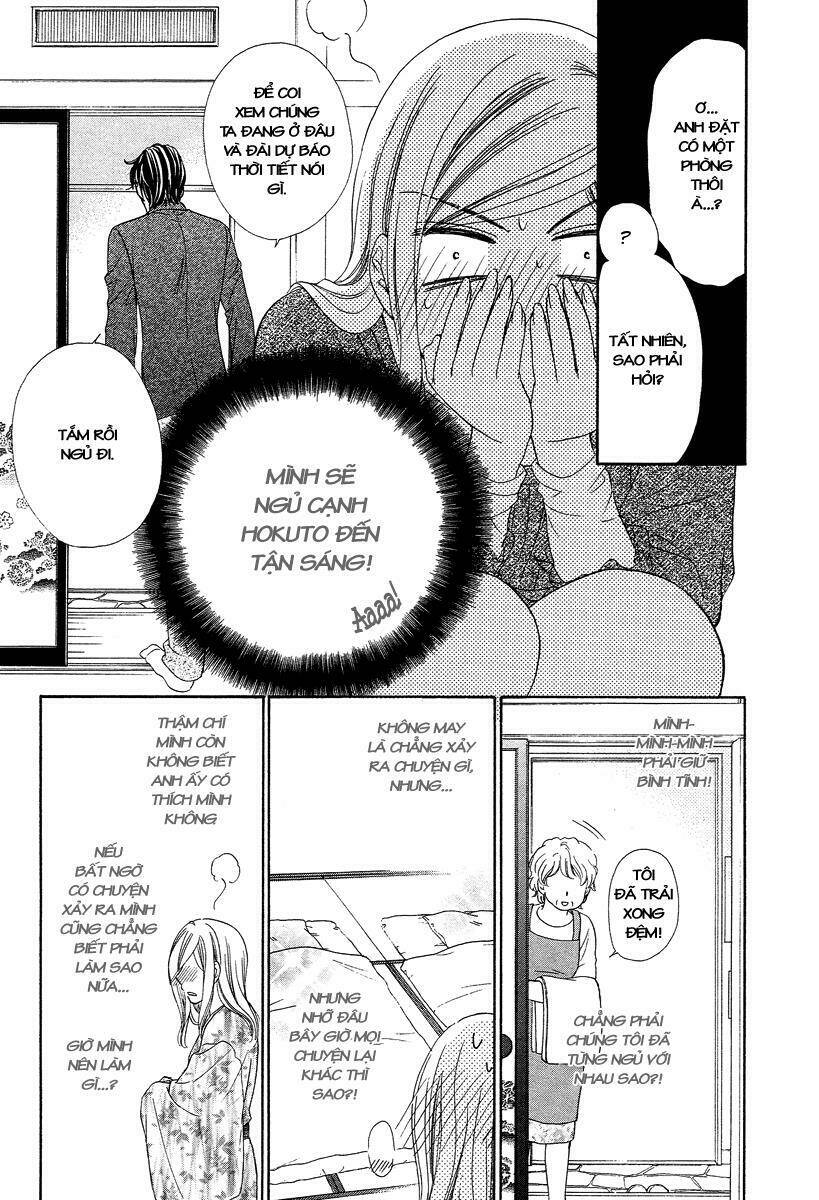 Ơ...
ANH ĐẶT
CÓ MỘT
PHÒNG
THÔI
À...?
?
TẤT NHIÊN,
SAO PHẢI
HỎI?
ĐỂ COI
XEM CHÚNG
TA ĐANG Ở ĐÂU
VÀ ĐÀI DỰ BÁO
THỜI TIẾT NÓI
GÌ.
TẮM RỒI
NGỦ ĐI.
MÌNH SẼ
NGỦ CẠNH
HOKUTO ĐẾN
TẬN SÁNG!
Aaaa!
MÌNH-
MÌNH-MÌNH
PHẢI GIỮ
BÌNH TĨNH!
TÔI
ĐÃ TRẢI
XONG
ĐỆM!
CHẲNG PHẢI
CHÚNG TÔI ĐÃ
TỪNG NGỦ VỚI
NHAU SAO?!
KHÔNG MAY
LÀ CHẲNG XẢY
RA CHUYỆN GÌ,
NHƯNG...
NHƯNG
NHỠ ĐÂU
BÂY GIỜ MỌI
CHUYỆN LẠI
KHÁC THÌ
SAO?!
THẬM CHÍ
MÌNH CÒN
KHÔNG BIẾT
ANH ẤY CÓ
THÍCH MÌNH
KHÔNG
NẾU
BẤT NGỜ
CÓ CHUYỆN
XẢY RA MÌNH
CŨNG CHẲNG
BIẾT PHẢI
LÀM SAO
NỮA...
GIỜ MÌNH
NÊN LÀM
GÌ...?